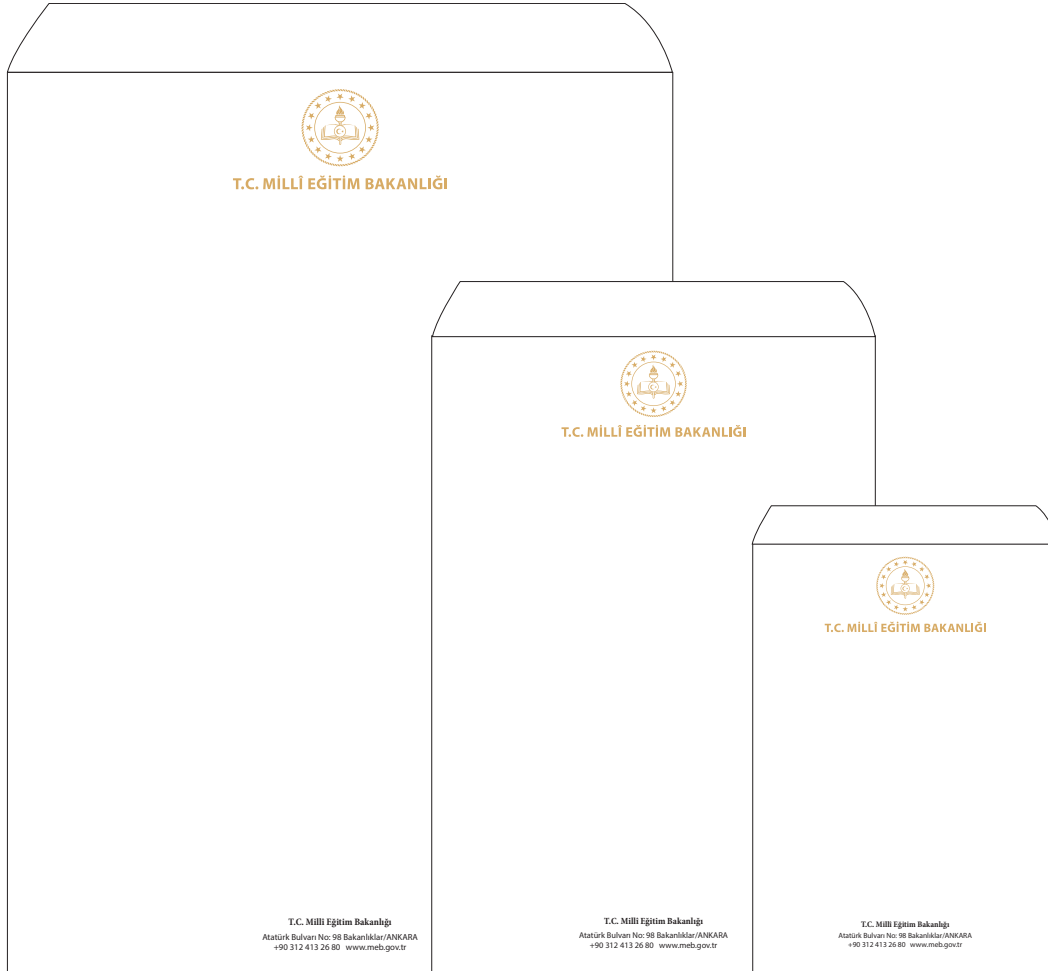 T.C. MİLLÎ EĞİTİM BAKANLIĞI
T.C. Millî Eğitim Bakanlığı
Atatürk Bulvarı No: 98 Bakanlıklar/ANKARA
+90 312 413 26 80 www.meb.gov.tr
T.C. MİLLÎ EĞİTİM BAKANLIĞI
T.C. Millî Eğitim Bakanlığı
Atatürk Bulvarı No: 98 Bakanlıklar/ANKARA
+90 312 413 26 80 www.meb.gov.tr
T.C. MİLLÎ EĞİTİM BAKANLIĞI
T.C. Millî Eğitim Bakanlığı
Atatürk Bulvarı No: 98 Bakanlıklar/ANKARA
+90 312 413 26 80 www.meb.gov.tr